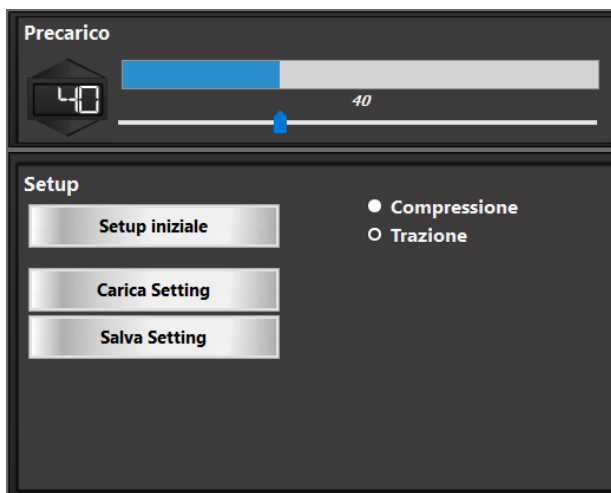 Precarico
40
40
Setup
Setup iniziale
Compressione
Trazione
Carica Setting
Salva Setting